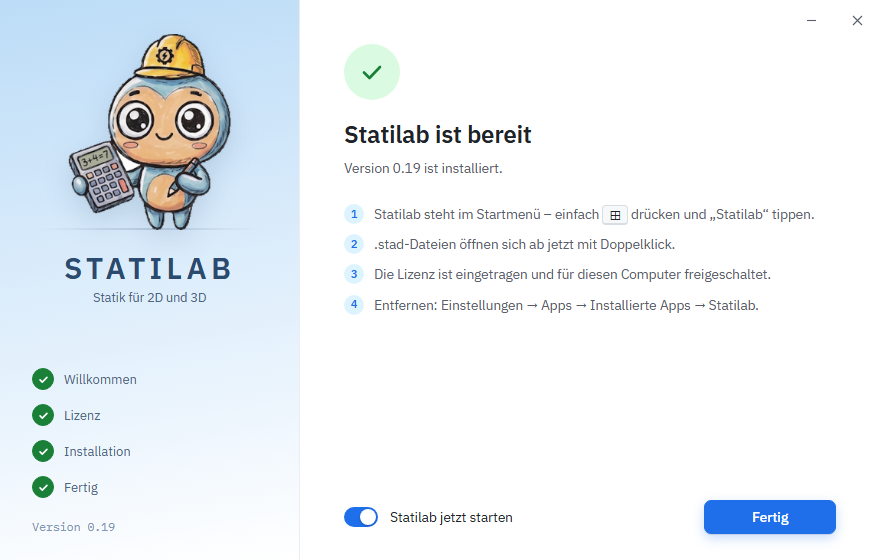 3+4=?
STATILAB
Statik für 2D und 3D
Willkommen
Lizenz
Installation
Fertig
Version 0.19
Statilab ist bereit
Version 0.19 ist installiert.
1 Statilab steht im Startmenü – einfach ⊞ drücken und „Statilab“ tippen.
2 .stad-Dateien öffnen sich ab jetzt mit Doppelklick.
3 Die Lizenz ist eingetragen und für diesen Computer freigeschaltet.
4 Entfernen: Einstellungen → Apps → Installierte Apps → Statilab.
Statilab jetzt starten
Fertig